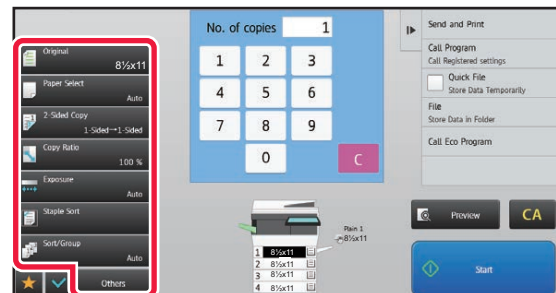 Original
8½x11
Paper Select
Auto
2-Sided Copy
1-Sided→1-Sided
Copy Ratio
100 %
Exposure
Auto
Staple Sort
Sort/Group
Auto
Others
No. of copies 1
1 2 3
4 5 6
7 8 9
0 C
Plain 1
8½x11
1 8½x11
2 8½x11
3 8½x11
4 8½x11
Send and Print
Call Program
Call Registered settings
Quick File
Store Data Temporarily
File
Store Data in Folder
Call Eco Program
Preview CA
Start